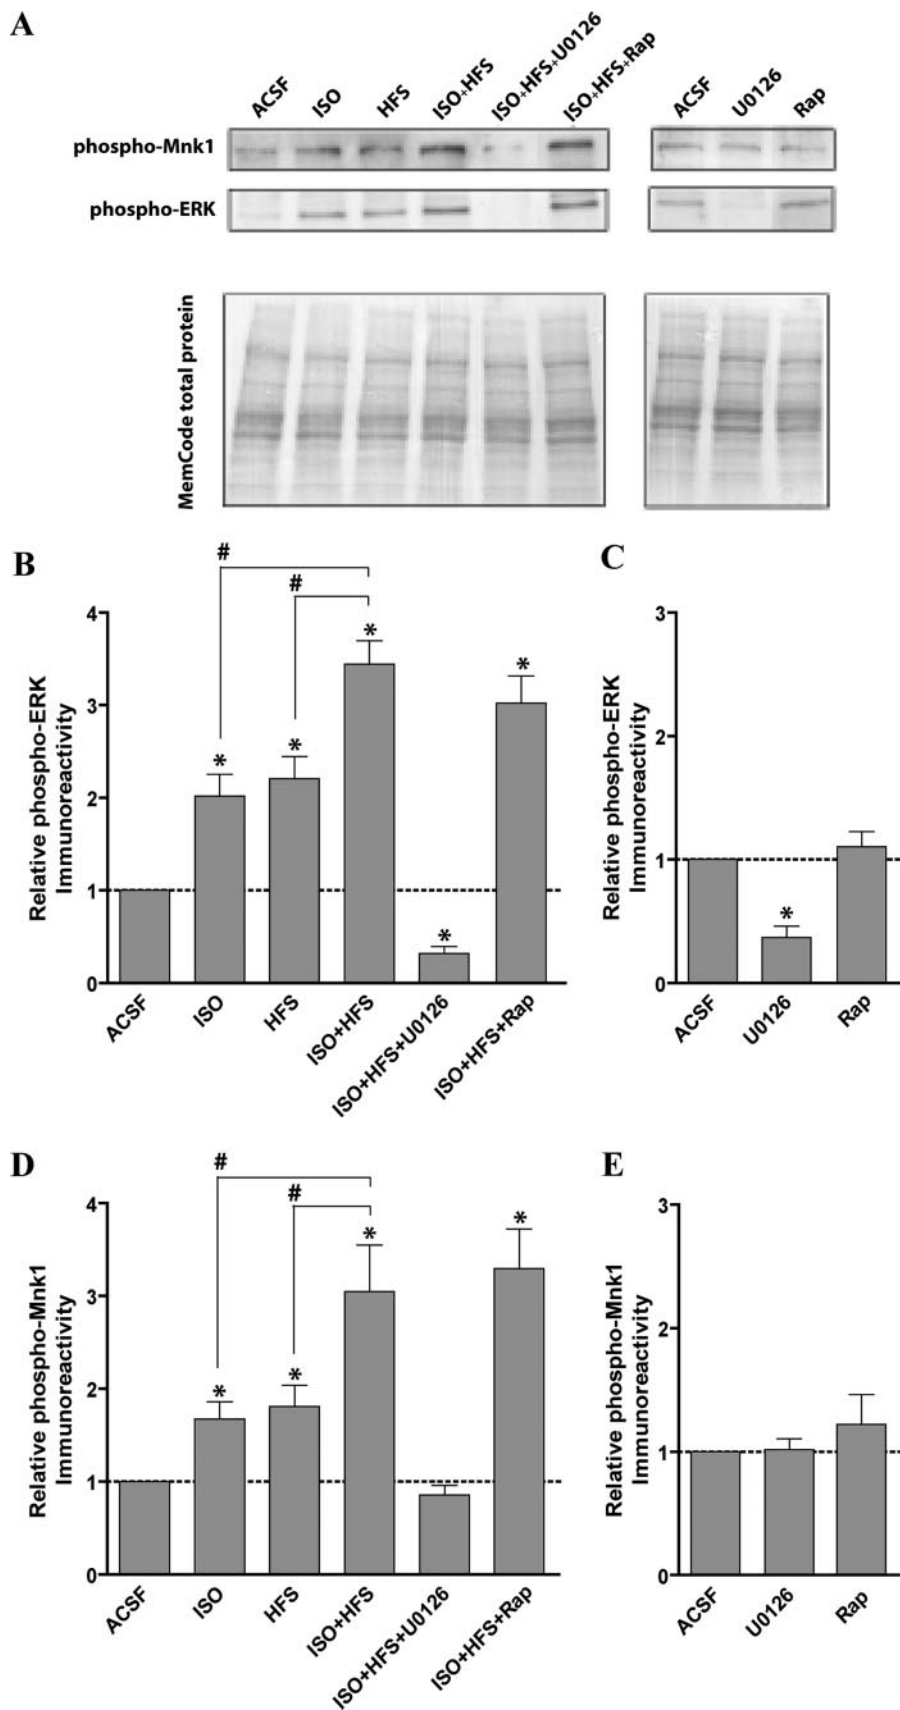 A
ACSF
ISO
HFS
ISO+HFS
ISO+HFS+U0126
ISO+HFS+Rap
ACSF
U0126
Rap
phospho-Mnk1
phospho-ERK
MemCode total protein
B
#
#
4
3
2
1
0
Relative phospho-ERK
Immunoreactivity
*
*
*
*
*
ACSF
ISO
HFS
ISO+HFS
ISO+HFS+U0126
ISO+HFS+Rap
C
3
2
1
0
Relative phospho-ERK
Immunoreactivity
*
ACSF
U0126
Rap
D
#
#
4
3
2
1
0
Relative phospho-Mnk1
Immunoreactivity
*
*
*
*
ACSF
ISO
HFS
ISO+HFS
ISO+HFS+U0126
ISO+HFS+Rap
E
3
2
1
0
Relative phospho-Mnk1
Immunoreactivity
ACSF
U0126
Rap